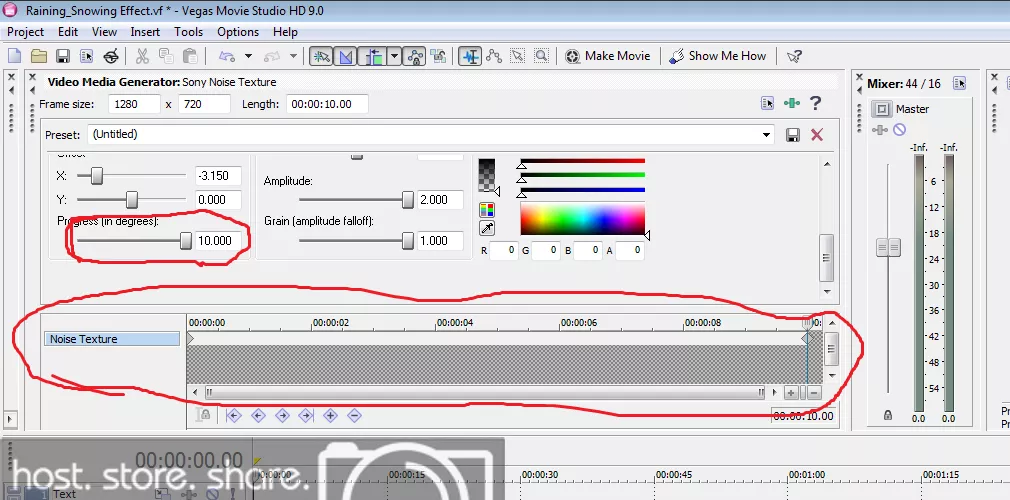 Raining_Snowing Effect.vf * - Vegas Movie Studio HD 9.0
Project Edit View Insert Tools Options Help
Make Movie Show Me How
Video Media Generator: Sony Noise Texture
Frame size: 1280 x 720 Length: 00:00:10.00
Preset: (Untitled)
X: -3.150
Y: 0.000
Progress (in degrees):
10.000
Amplitude:
2.000
Grain (amplitude falloff):
1.000
R 0 G 0 B 0 A 0
00:00:00 00:00:02 00:00:04 00:00:06 00:00:08
Noise Texture
00:00:10.00
Mixer: 44 / 16
Master
-Inf. -Inf.
6
12
18
24
30
36
42
48
54
0.0 0.0
00:00:00.00
00:00:00 00:00:15 00:00:30 00:00:45 00:01:00 00:01:15
Text
host. store. share.